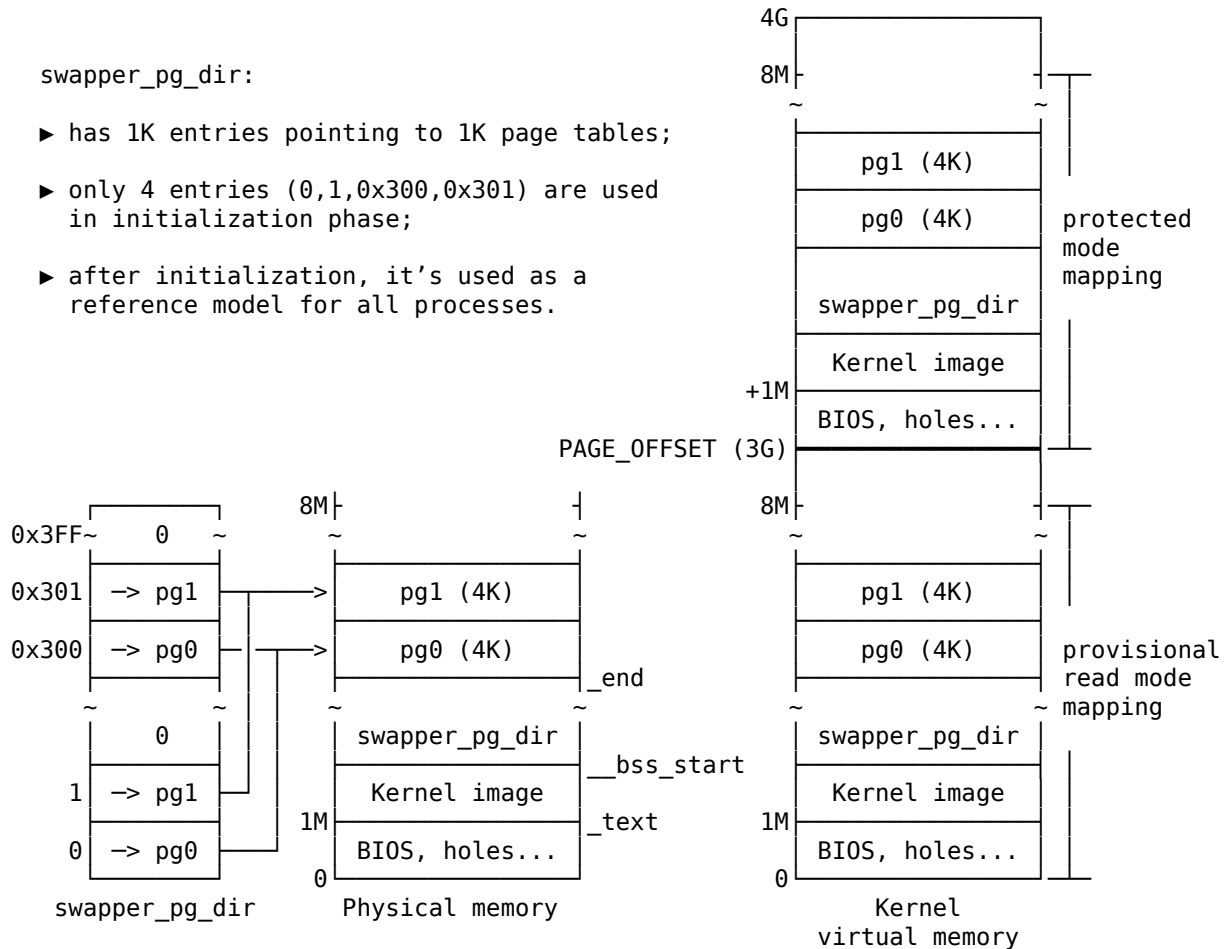 4G
swapper_pg_dir:
8M
~ ~
► has 1K entries pointing to 1K page tables;
pg1 (4K)
► only 4 entries (0,1,0x300,0x301) are used
in initialization phase;
pg0 (4K)
protected
mode
mapping
► after initialization, it’s used as a
reference model for all processes.
swapper_pg_dir
Kernel image
+1M
BIOS, holes...
PAGE_OFFSET (3G)
8M 8M
0x3FF~ 0 ~ ~ ~ ~ ~
0x301 —> pg1 > pg1 (4K) pg1 (4K)
0x300 —> pg0 > pg0 (4K) pg0 (4K) provisional
_end read mode
~ ~ ~ ~ ~ ~ mapping
0 swapper_pg_dir swapper_pg_dir
__bss_start
1 —> pg1 Kernel image Kernel image
1M _text 1M
0 —> pg0 BIOS, holes... BIOS, holes...
0 0
swapper_pg_dir Physical memory Kernel
virtual memory